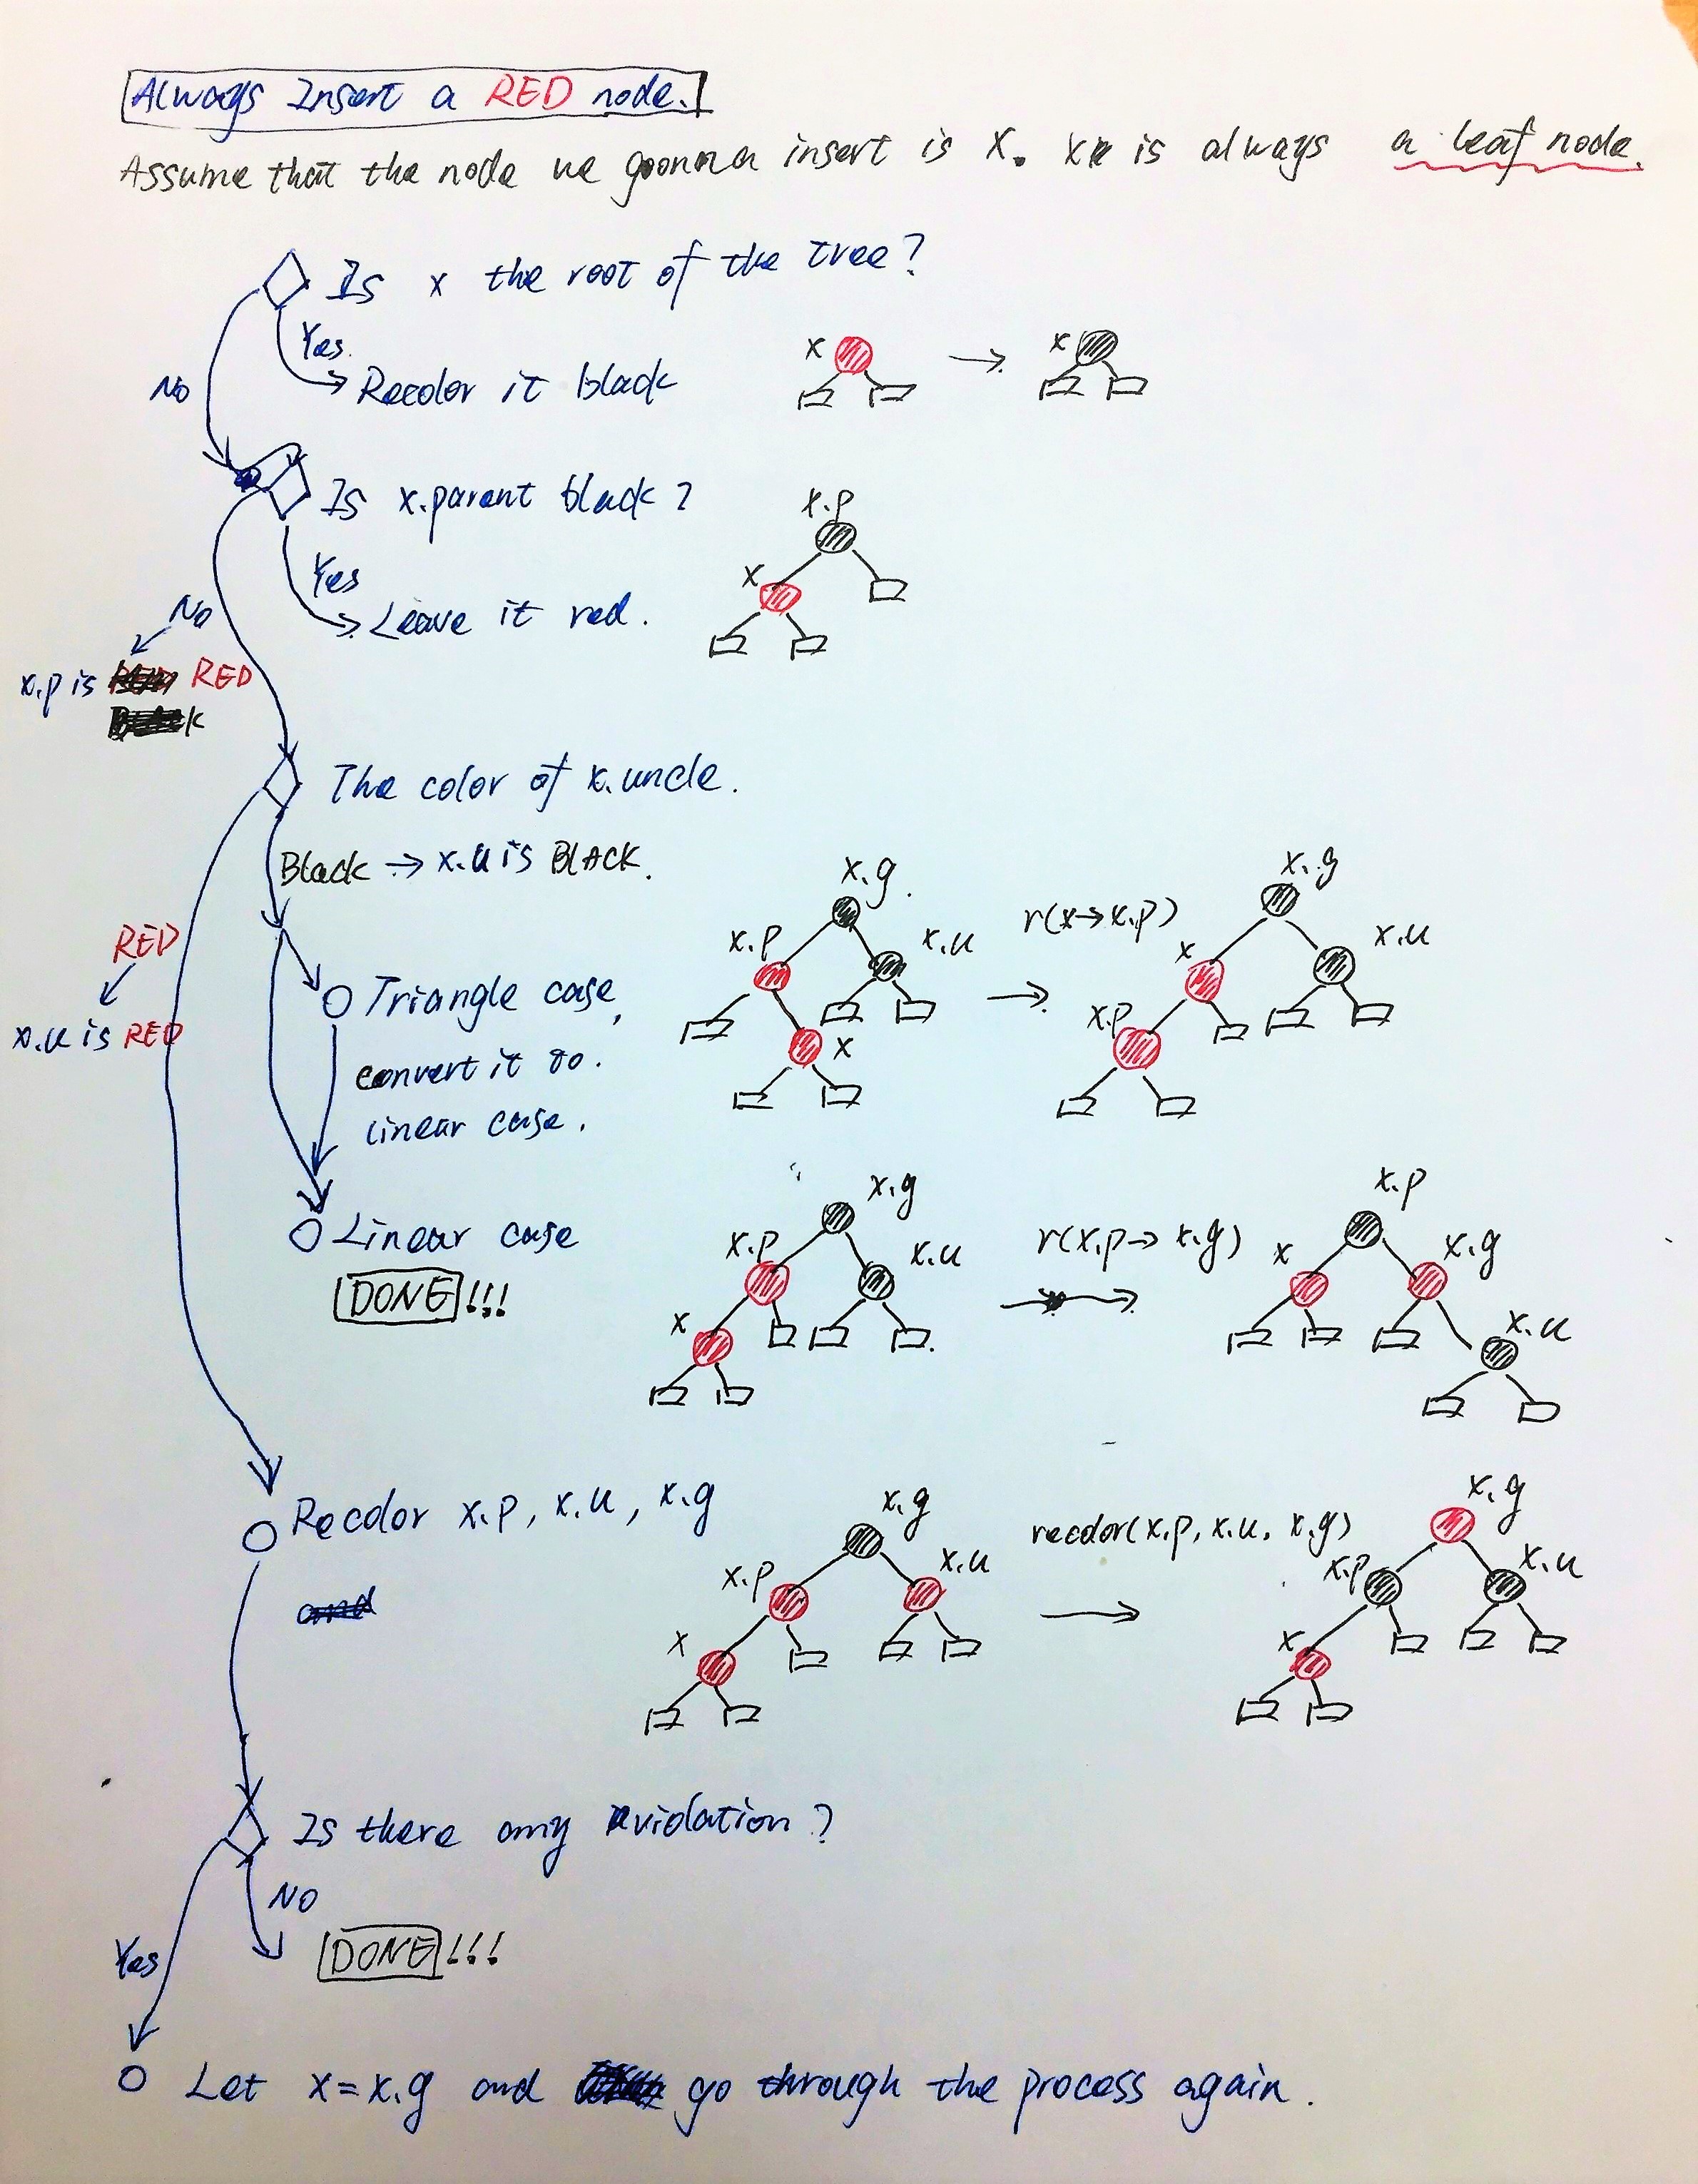 Always Insert a RED node.
Assume that the node we goonna insert is x. x is always a leaf node.
Is x the root of the tree?
Yes.
No
Recolor it black
x
x
Is x.parent black?
x.p
x
Yes
Leave it red.
No
x.p is RED
The color of x.uncle.
Black → x.u is BLACK.
RED
x.u is RED
Triangle case,
convert it to.
linear case.
x.g
x.p
x.u
x
r(x→x.p)
x.g
x
x.u
x.p
Linear case
DONE!!!
x.g
x.p
x.u
x
r(x.p→x.g)
x.p
x
x.g
x.u
Recolor x.p, x.u, x.g
and
x.g
x.p
x.u
x
recolor(x.p, x.u, x.g)
x.g
x.p
x.u
x
Is there any violation?
NO
DONE!!!
Yes
Let x=x.g and go through the process again.